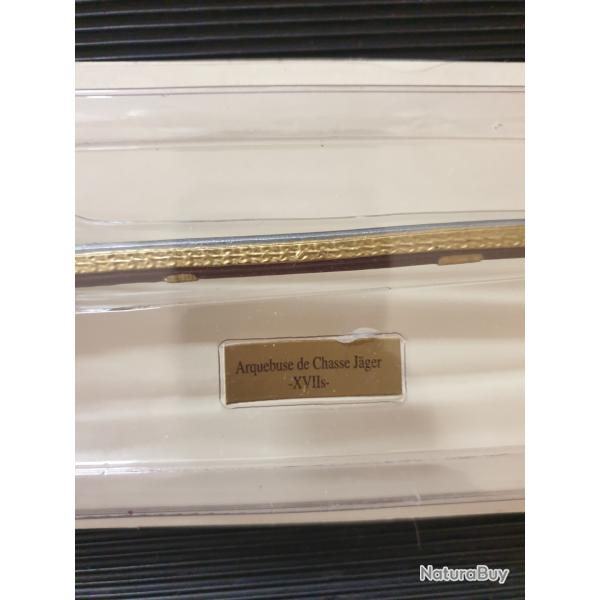 Arquebuse de Chasse Jäger
-XVIIs-
NaturaBuy